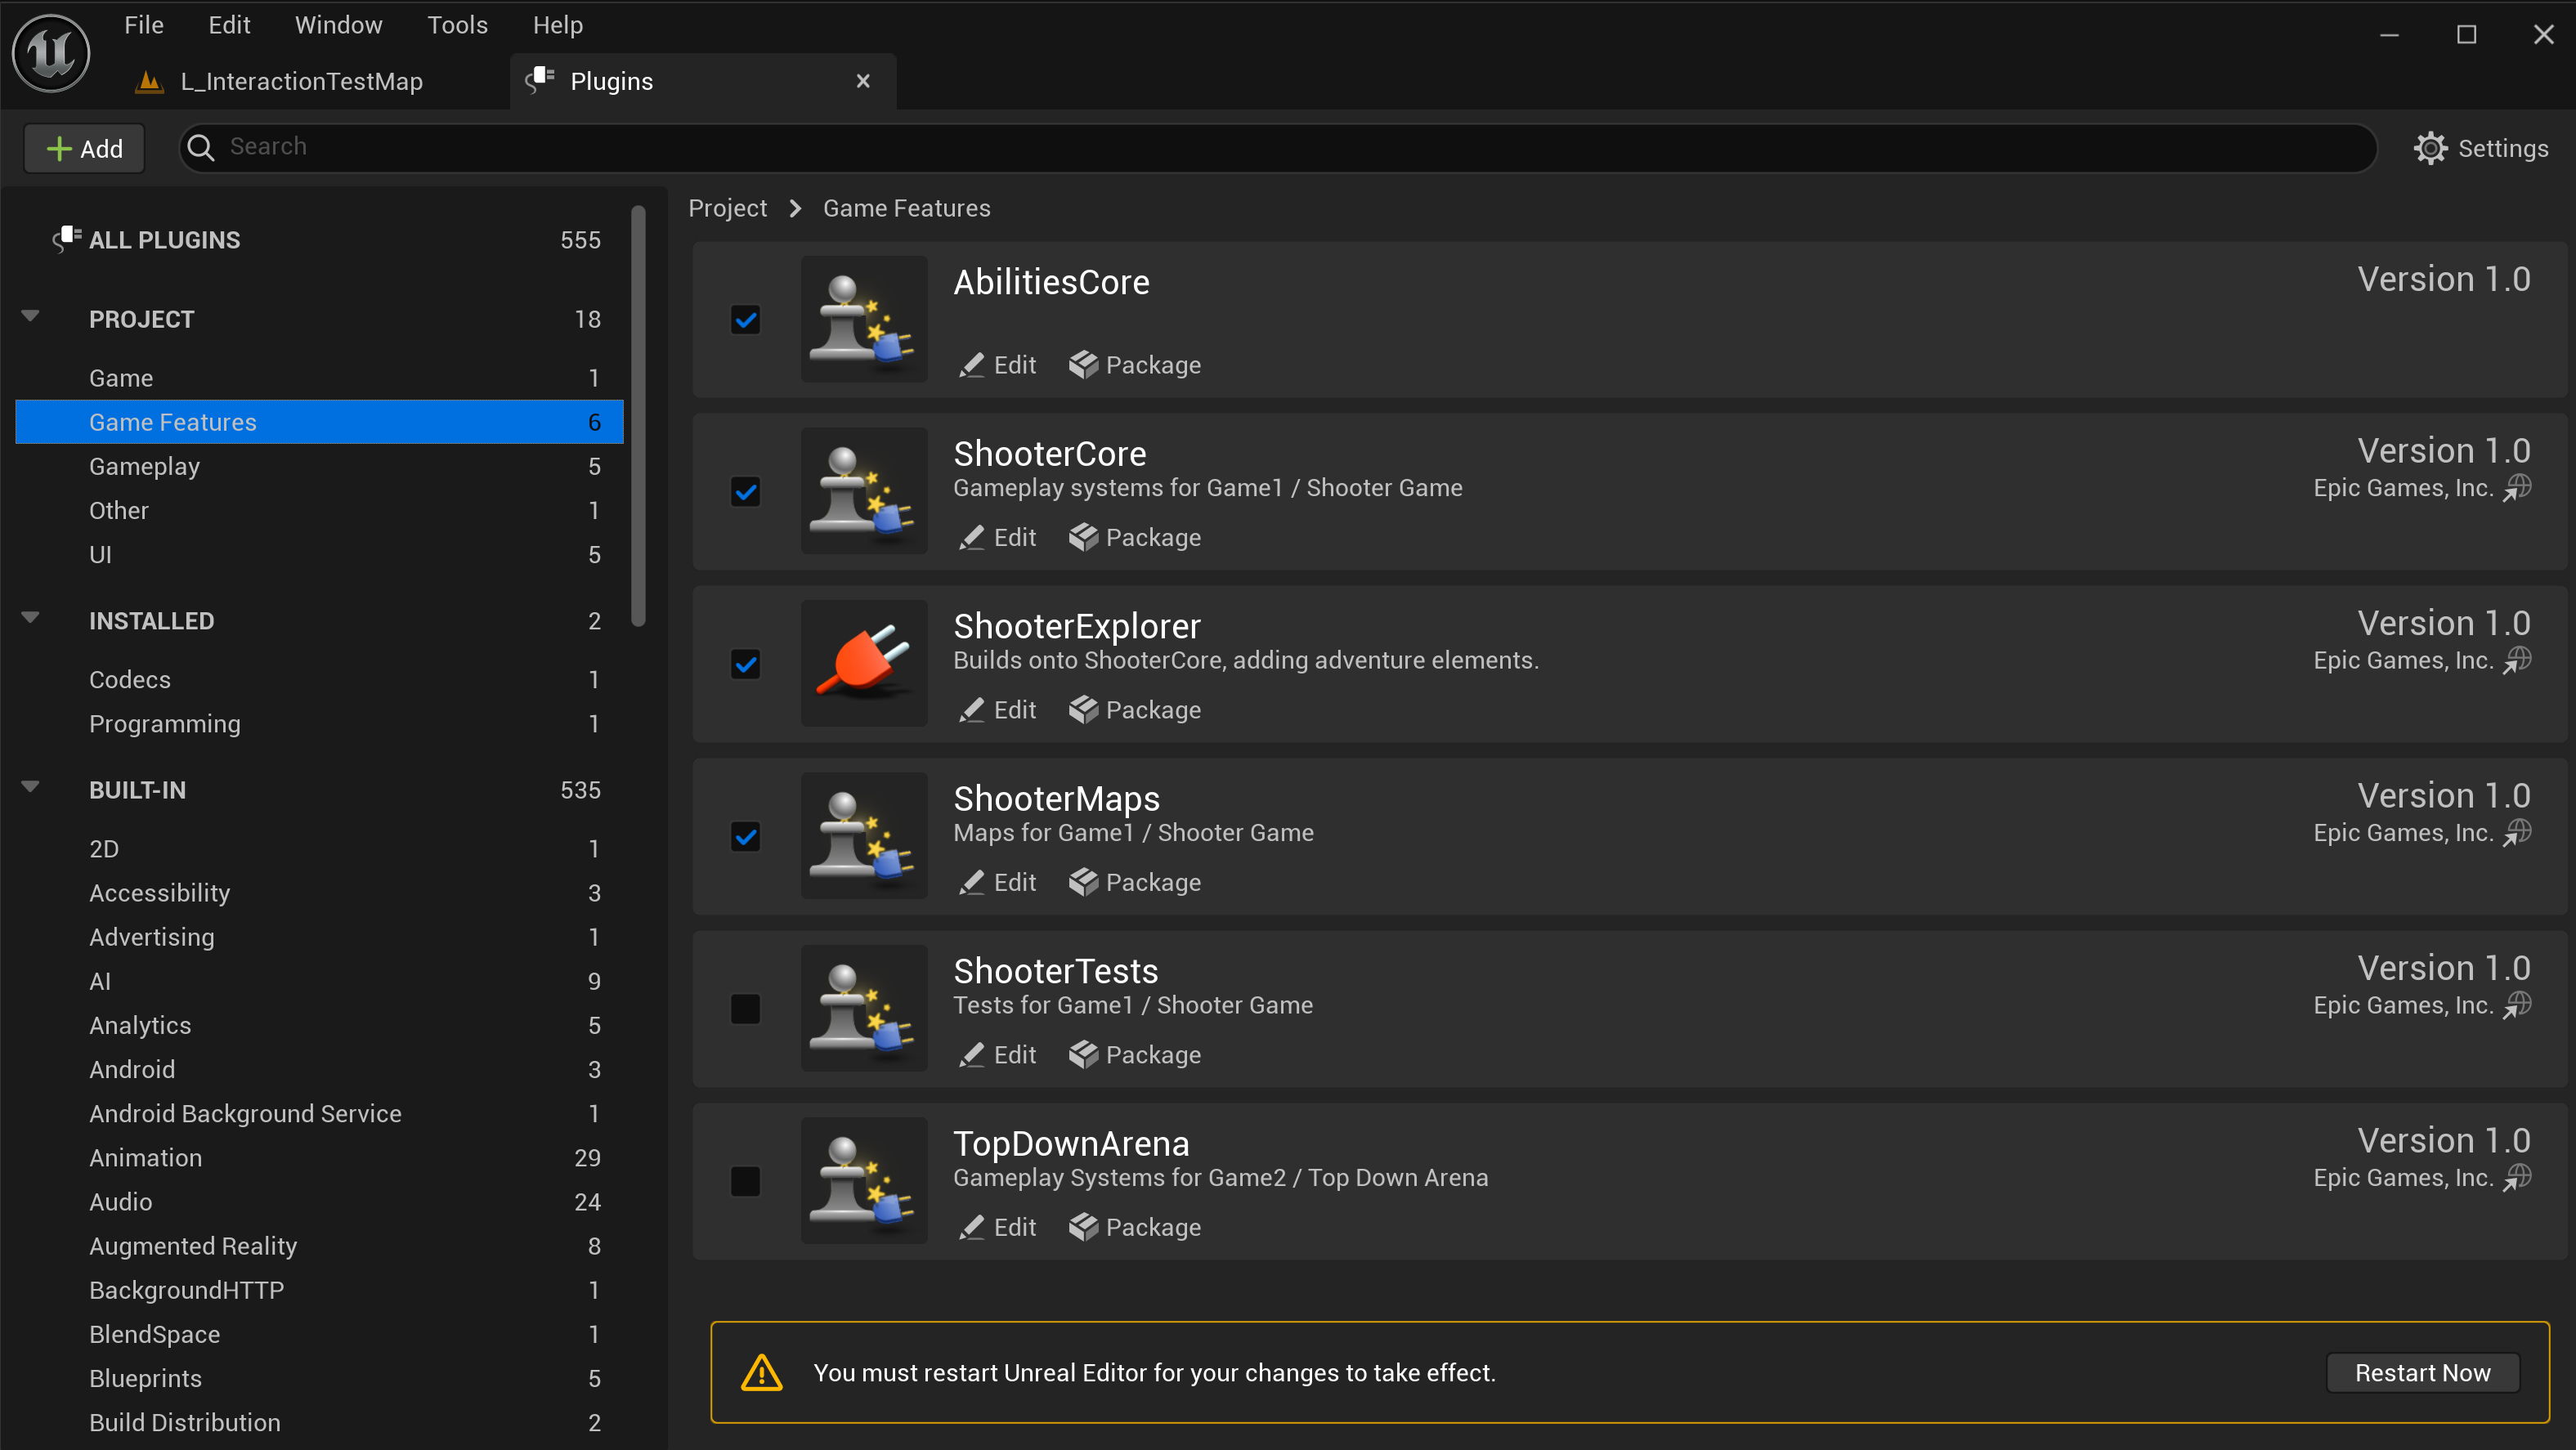 File Edit Window Tools Help
L_InteractionTestMap
Plugins
Add
Search
Settings
ALL PLUGINS 555
PROJECT 18
Game 1
Game Features 6
Gameplay 5
Other 1
UI 5
INSTALLED 2
Codecs 1
Programming 1
BUILT-IN 535
2D 1
Accessibility 3
Advertising 1
AI 9
Analytics 5
Android 3
Android Background Service 1
Animation 29
Audio 24
Augmented Reality 8
BackgroundHTTP 1
BlendSpace 1
Blueprints 5
Build Distribution 2
Project > Game Features
AbilitiesCore
Version 1.0
Edit Package
ShooterCore
Version 1.0
Gameplay systems for Game1 / Shooter Game
Epic Games, Inc.
Edit Package
ShooterExplorer
Version 1.0
Builds onto ShooterCore, adding adventure elements.
Epic Games, Inc.
Edit Package
ShooterMaps
Version 1.0
Maps for Game1 / Shooter Game
Epic Games, Inc.
Edit Package
ShooterTests
Version 1.0
Tests for Game1 / Shooter Game
Epic Games, Inc.
Edit Package
TopDownArena
Version 1.0
Gameplay Systems for Game2 / Top Down Arena
Epic Games, Inc.
Edit Package
You must restart Unreal Editor for your changes to take effect.
Restart Now